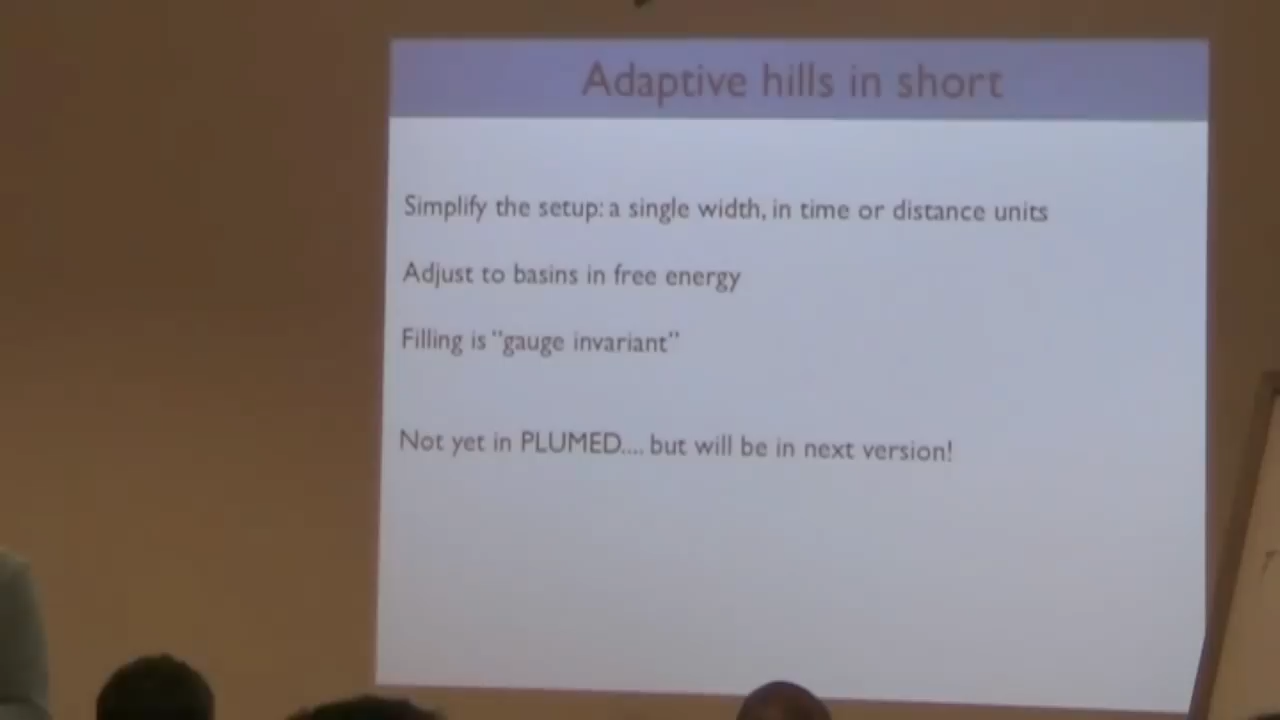 Adaptive hills in short
Simplify the setup: a single width, in time or distance units
Adjust to basins in free energy
Filling is "gauge invariant"
Not yet in PLUMED.... but will be in next version!